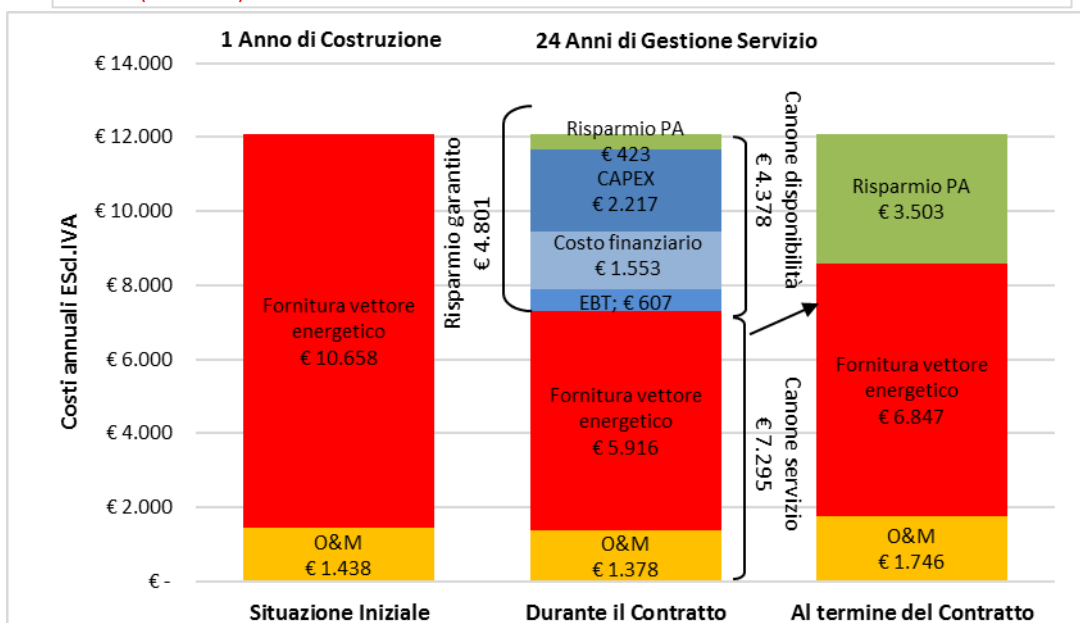 1 Anno di Costruzione
24 Anni di Gestione Servizio
Costi annuali ESd.IVA
€ 14.000
€ 12.000
€ 10.000
€ 8.000
€ 6.000
€ 4.000
€ 2.000
€ -
Fornitura vettore
energetico
€ 10.658
O&M
€ 1.438
Risparmio garantito
€ 4.801
Risparmio PA
€ 423
CAPEX
€ 2.217
Costo finanziario
€ 1.553
EBT; € 607
Fornitura vettore
energetico
€ 5.916
O&M
€ 1.378
Canone disponibilità
€ 4.378
Canone servizio
€ 7.295
Risparmio PA
€ 3.503
Fornitura vettore
energetico
€ 6.847
O&M
€ 1.746
Situazione Iniziale
Durante il Contratto
Al termine del Contratto